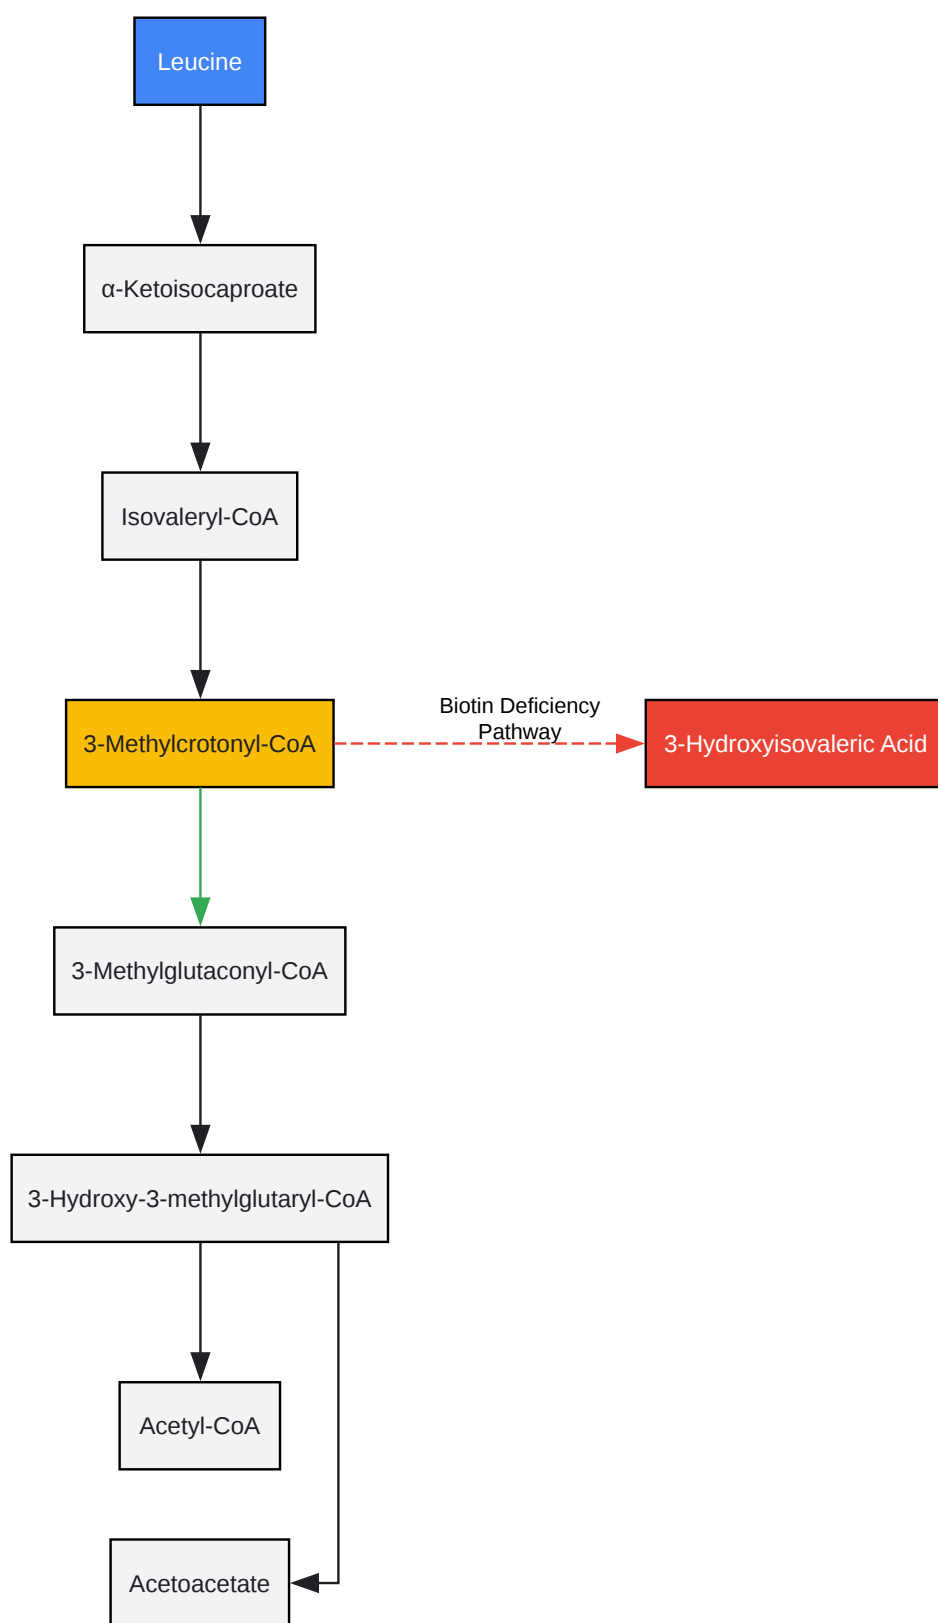 Leucine
α-Ketoisocaproate
Isovaleryl-CoA
3-Methylcrotonyl-CoA
Biotin Deficiency
Pathway
3-Hydroxyisovaleric Acid
3-Methylglutaconyl-CoA
3-Hydroxy-3-methylglutaryl-CoA
Acetyl-CoA
Acetoacetate